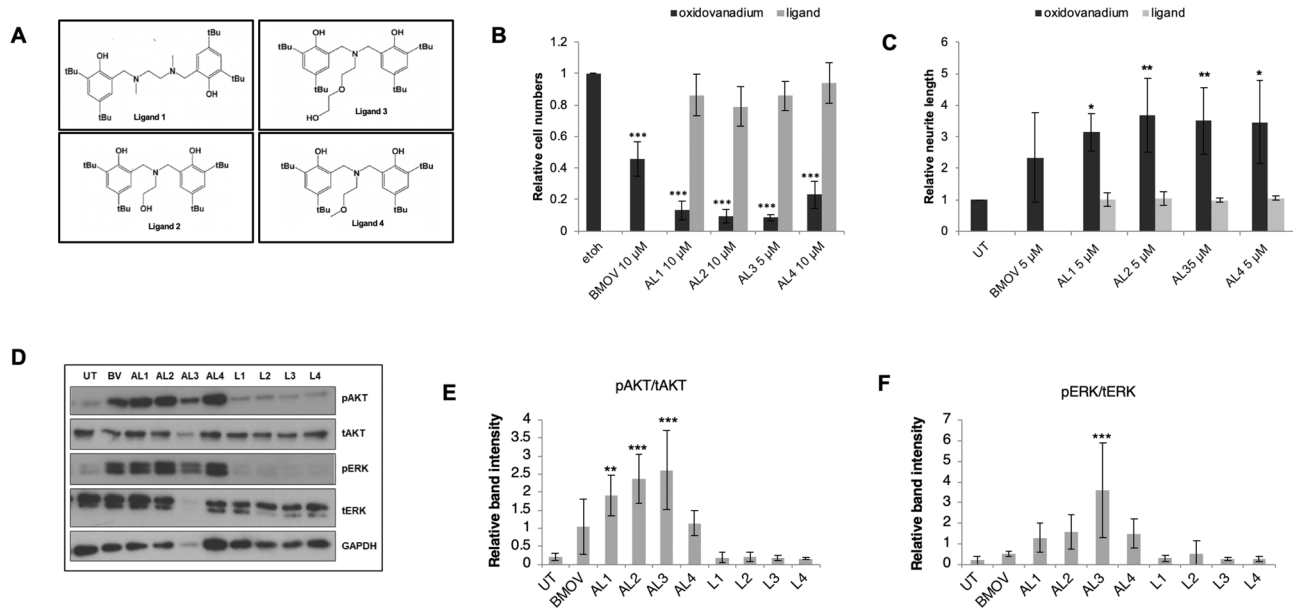 A
OH
tBu
tBu
N
Me
N
Me
tBu
tBu
OH
Ligand 1
tBu
OH
N
OH
tBu
tBu
tBu
O
HO
Ligand 3
OH
OH
tBu
N
tBu
tBu
OH
tBu
Ligand 2
OH
OH
tBu
N
tBu
tBu
O
tBu
Ligand 4
B
oxidovanadium ligand
Relative cell numbers
1.2
1
0.8
0.6
0.4
0.2
0
***
***
***
***
***
etoh
BMOV 10 µM
AL1 10 µM
AL2 10 µM
AL3 5 µM
AL4 10 µM
C
oxidovanadium ligand
Relative neurite length
6
5
4
3
2
1
0
*
**
**
*
UT
BMOV 5 µM
AL1 5 µM
AL2 5 µM
AL35 µM
AL4 5 µM
D
UT BV AL1 AL2 AL3 AL4 L1 L2 L3 L4
pAKT
tAKT
pERK
tERK
GAPDH
E
pAKT/tAKT
Relative band intensity
4
3.5
3
2.5
2
1.5
1
0.5
0
**
***
***
UT
BMOV
AL1
AL2
AL3
AL4
L1
L2
L3
L4
F
pERK/tERK
Relative band intensity
7
6
5
4
3
2
1
0
***
UT
BMOV
AL1
AL2
AL3
AL4
L1
L2
L3
L4